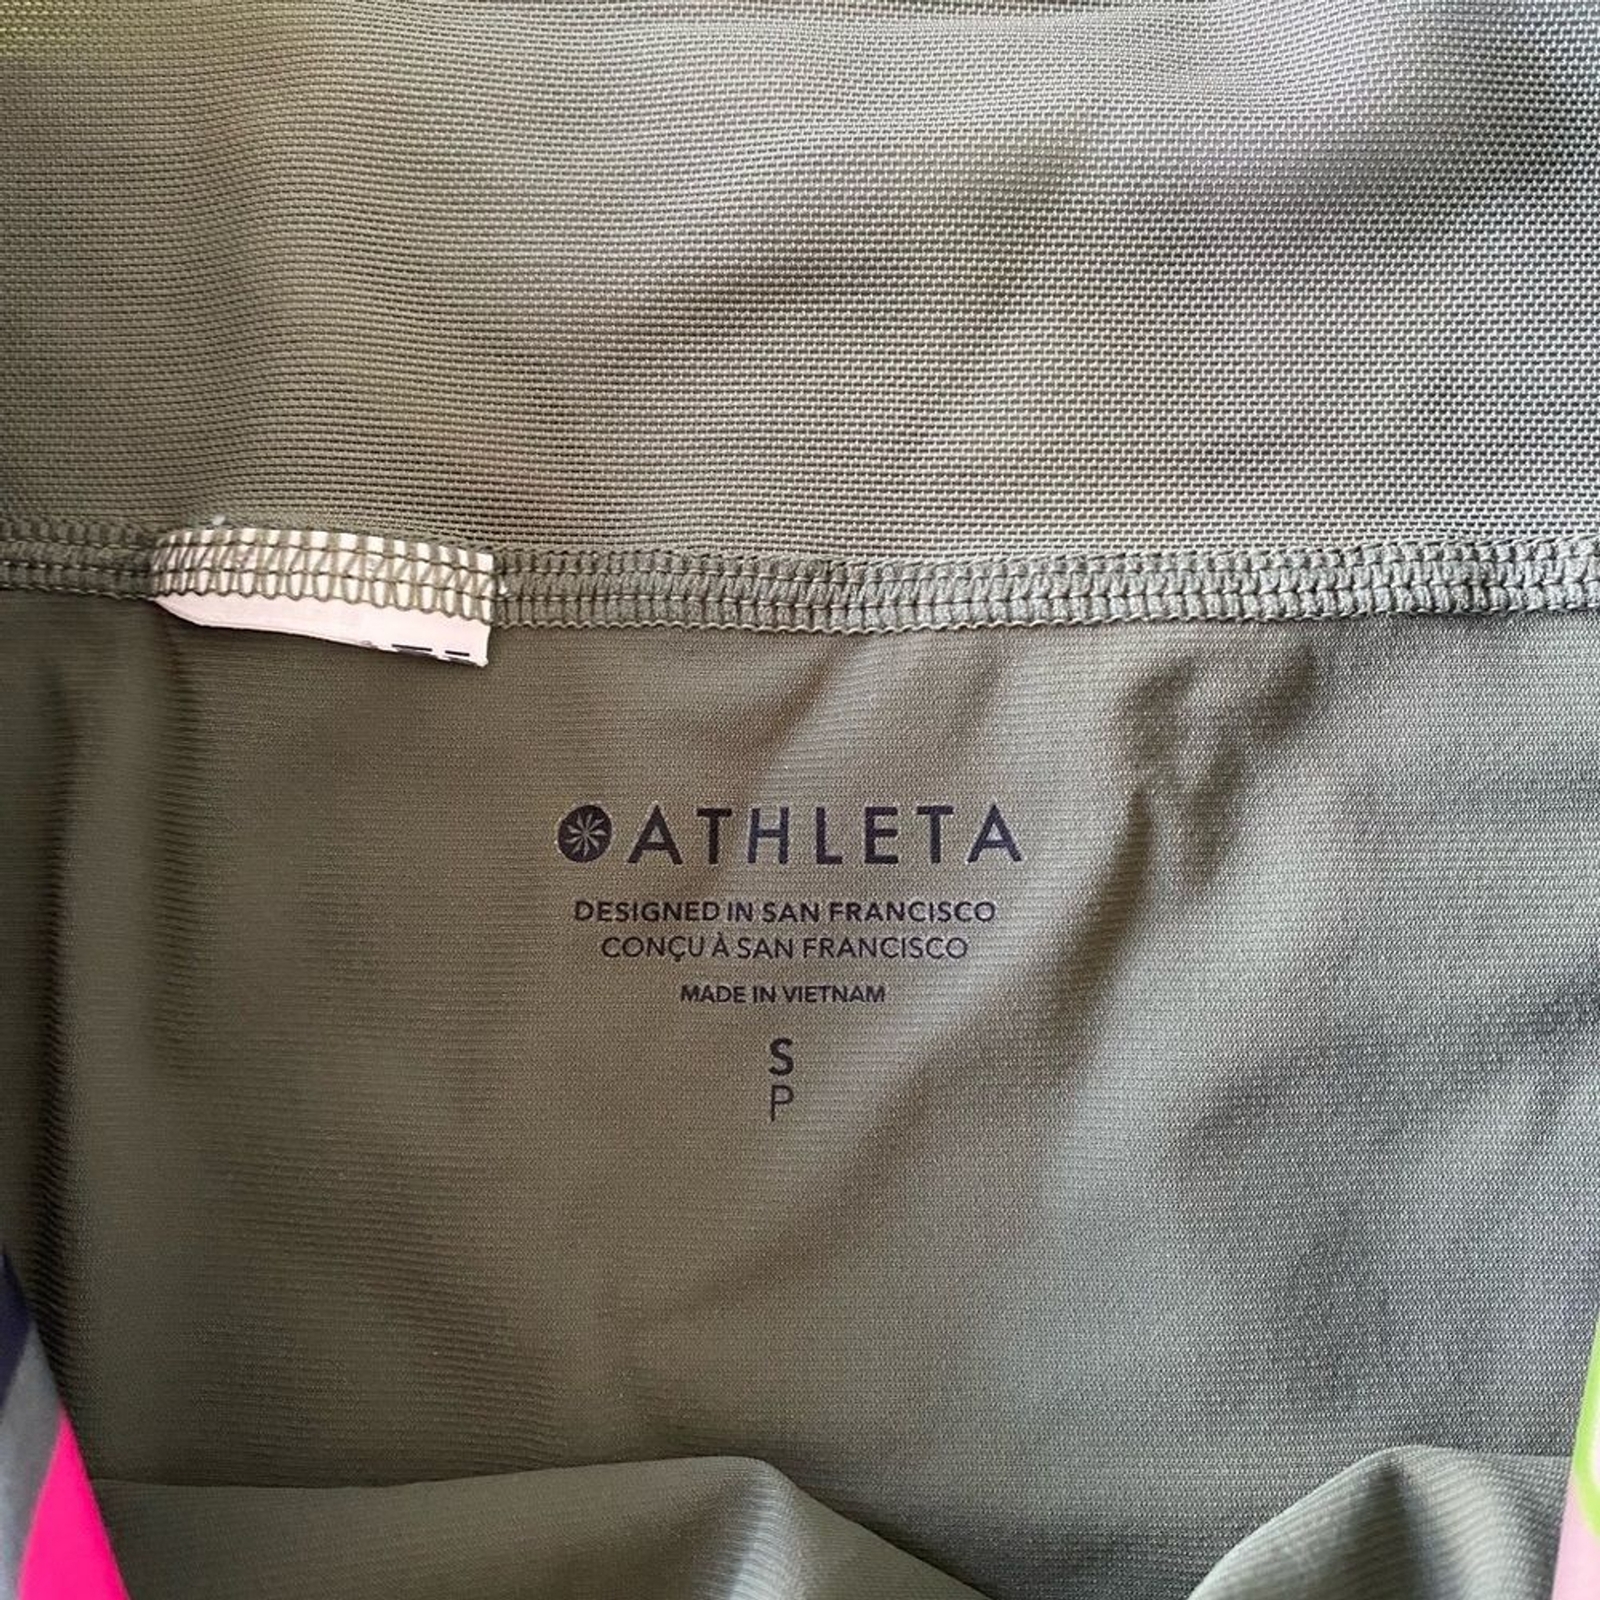 ATHLETA
DESIGNED IN SAN FRANCISCO
CONÇU À SAN FRANCISCO
MADE IN VIETNAM
S
P